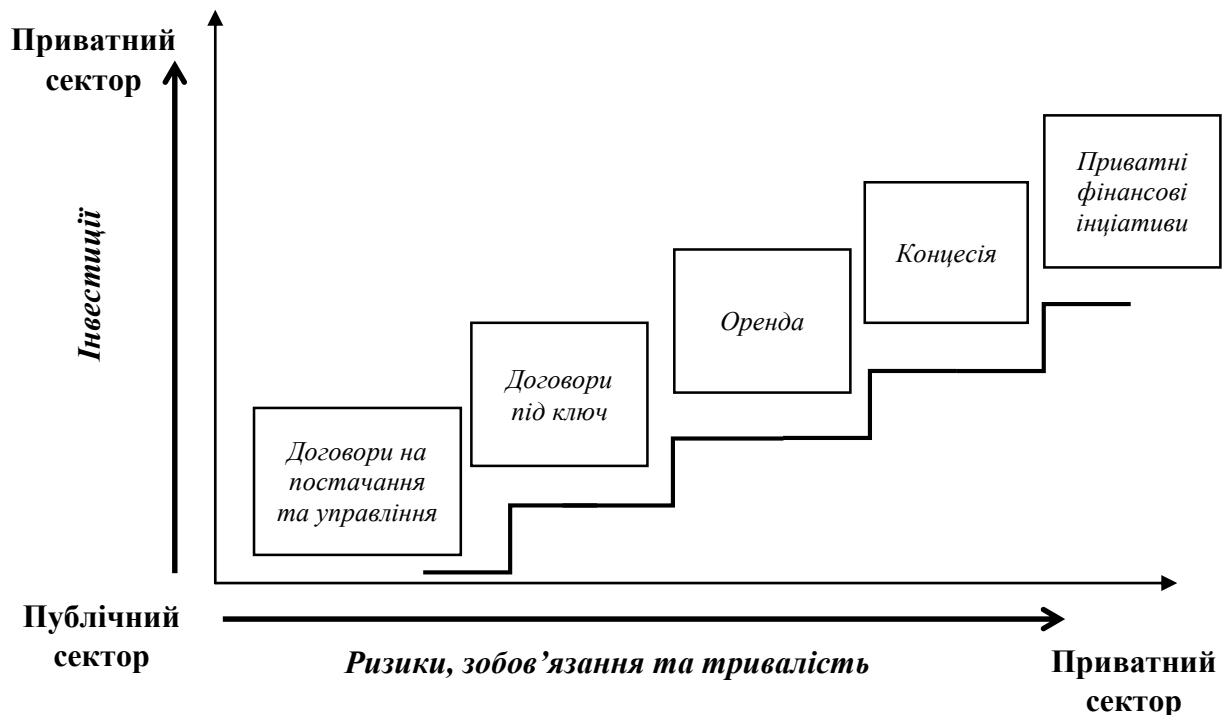 Приватний
сектор
Інвестиції
Приватні
фінансові
інціативи
Концесія
Оренда
Договори
під ключ
Договори на
постачання
та управління
Публічний
сектор
Ризики, зобов’язання та тривалість
Приватний
сектор